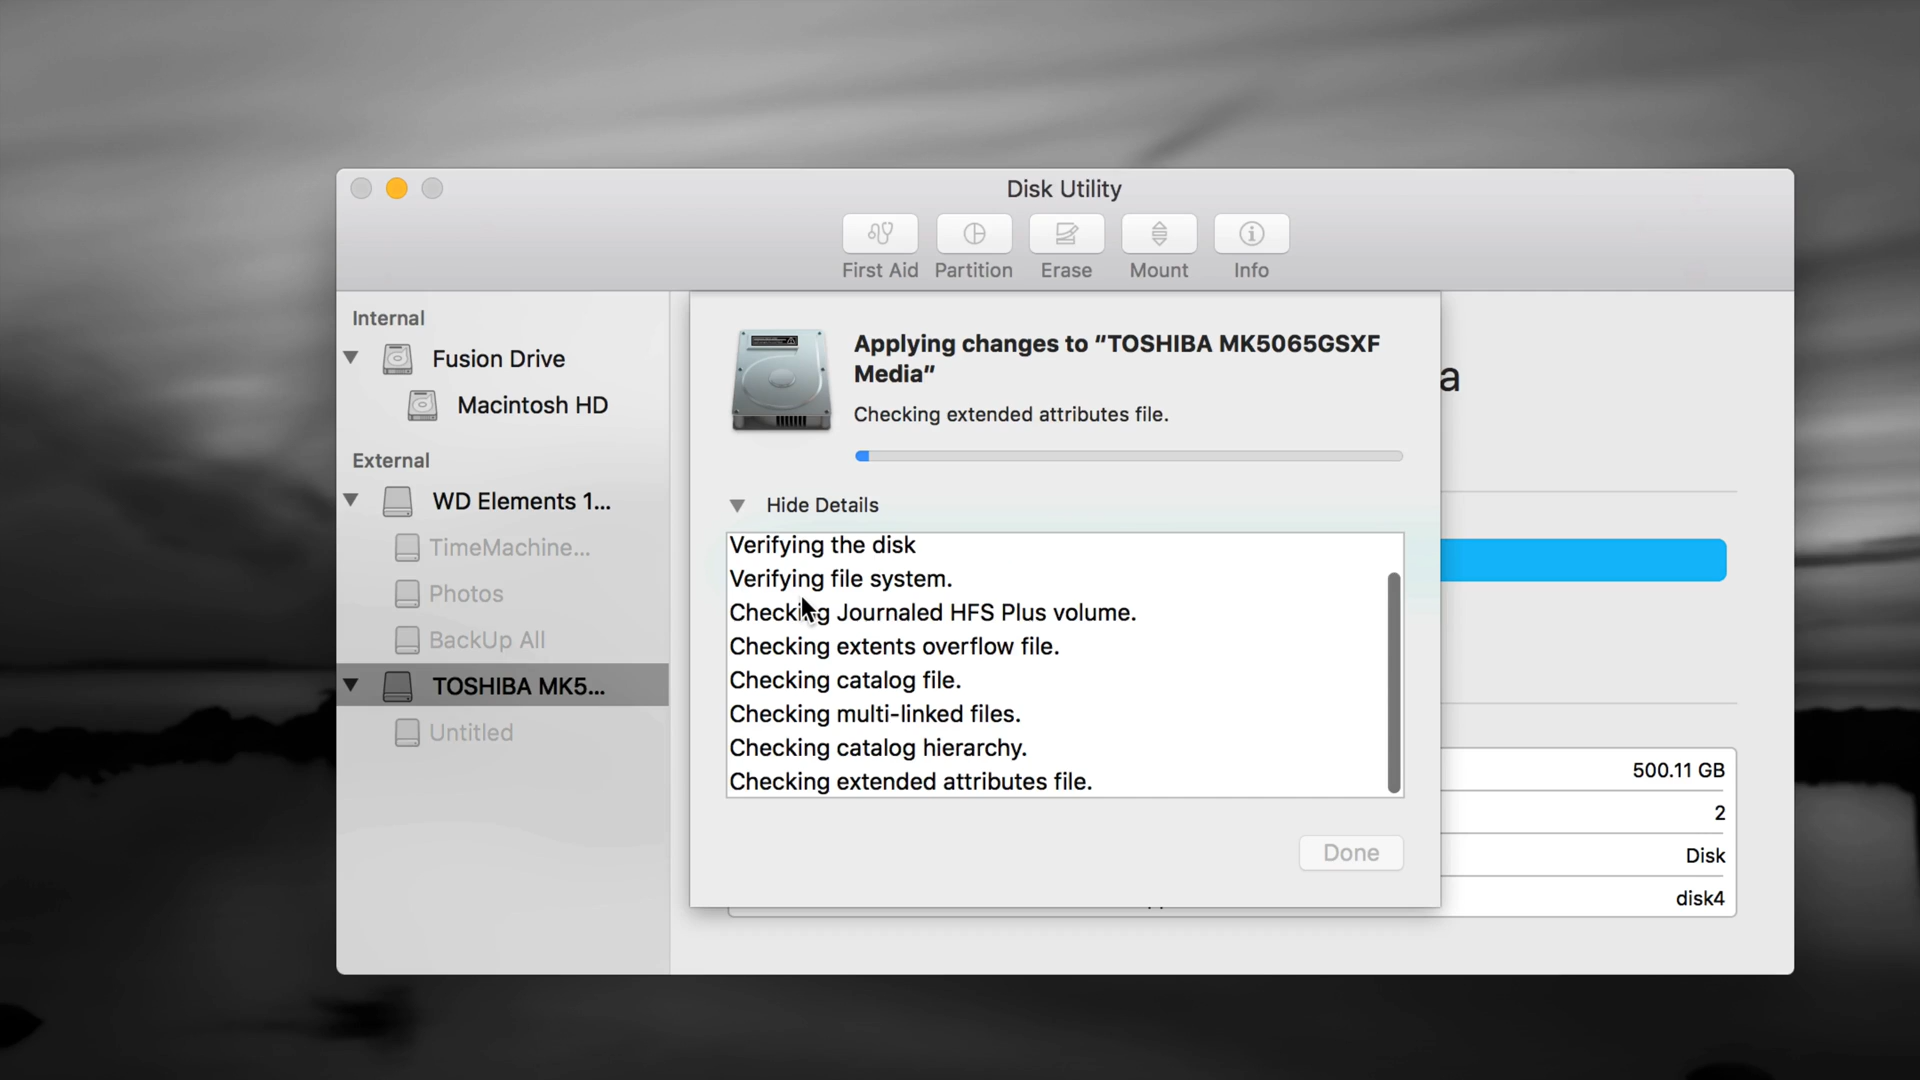 Disk Utility
First Aid
Partition
Erase
Mount
Info
Internal
Fusion Drive
Macintosh HD
External
WD Elements 1...
TimeMachine...
Photos
BackUp All
TOSHIBA MK5...
Untitled
Applying changes to “TOSHIBA MK5065GSXF
Media”
Checking extended attributes file.
Hide Details
Verifying the disk
Verifying file system.
Checking Journaled HFS Plus volume.
Checking extents overflow file.
Checking catalog file.
Checking multi-linked files.
Checking catalog hierarchy.
Checking extended attributes file.
Done
a
500.11 GB
2
Disk
disk4